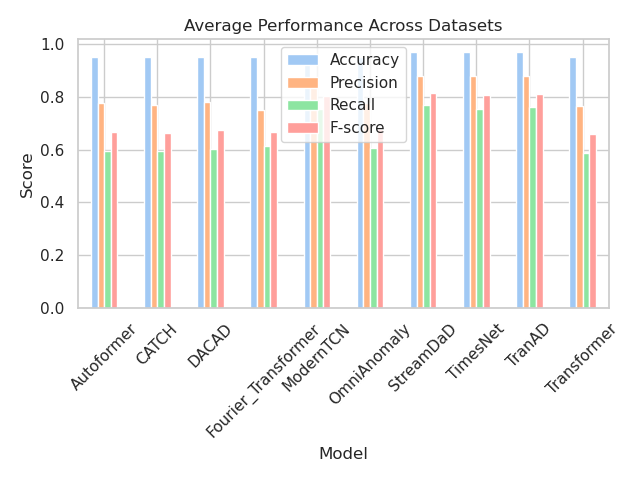 Average Performance Across Datasets
1.0
0.8
0.6
0.4
0.2
0.0
Score
Accuracy
Precision
Recall
F-score
Autoformer
CATCH
DACAD
Fourier_Transformer
ModernTCN
OmniAnomaly
StreamDaD
TimesNet
TranAD
Transformer
Model